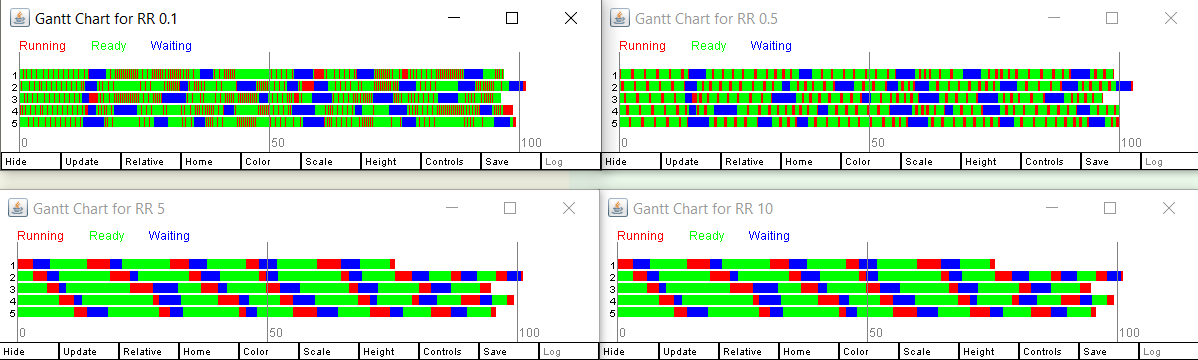 Gantt Chart for RR 0.1
Running Ready Waiting
1
2
3
4
5
0 50 100
Hide Update Relative Home Color Scale Height Controls Save Log
Gantt Chart for RR 0.5
Running Ready Waiting
1
2
3
4
5
0 50 100
Hide Update Relative Home Color Scale Height Controls Save Log
Gantt Chart for RR 5
Running Ready Waiting
1
2
3
4
5
0 50 100
Hide Update Relative Home Color Scale Height Controls Save Log
Gantt Chart for RR 10
Running Ready Waiting
1
2
3
4
5
0 50 100
Hide Update Relative Home Color Scale Height Controls Save Log